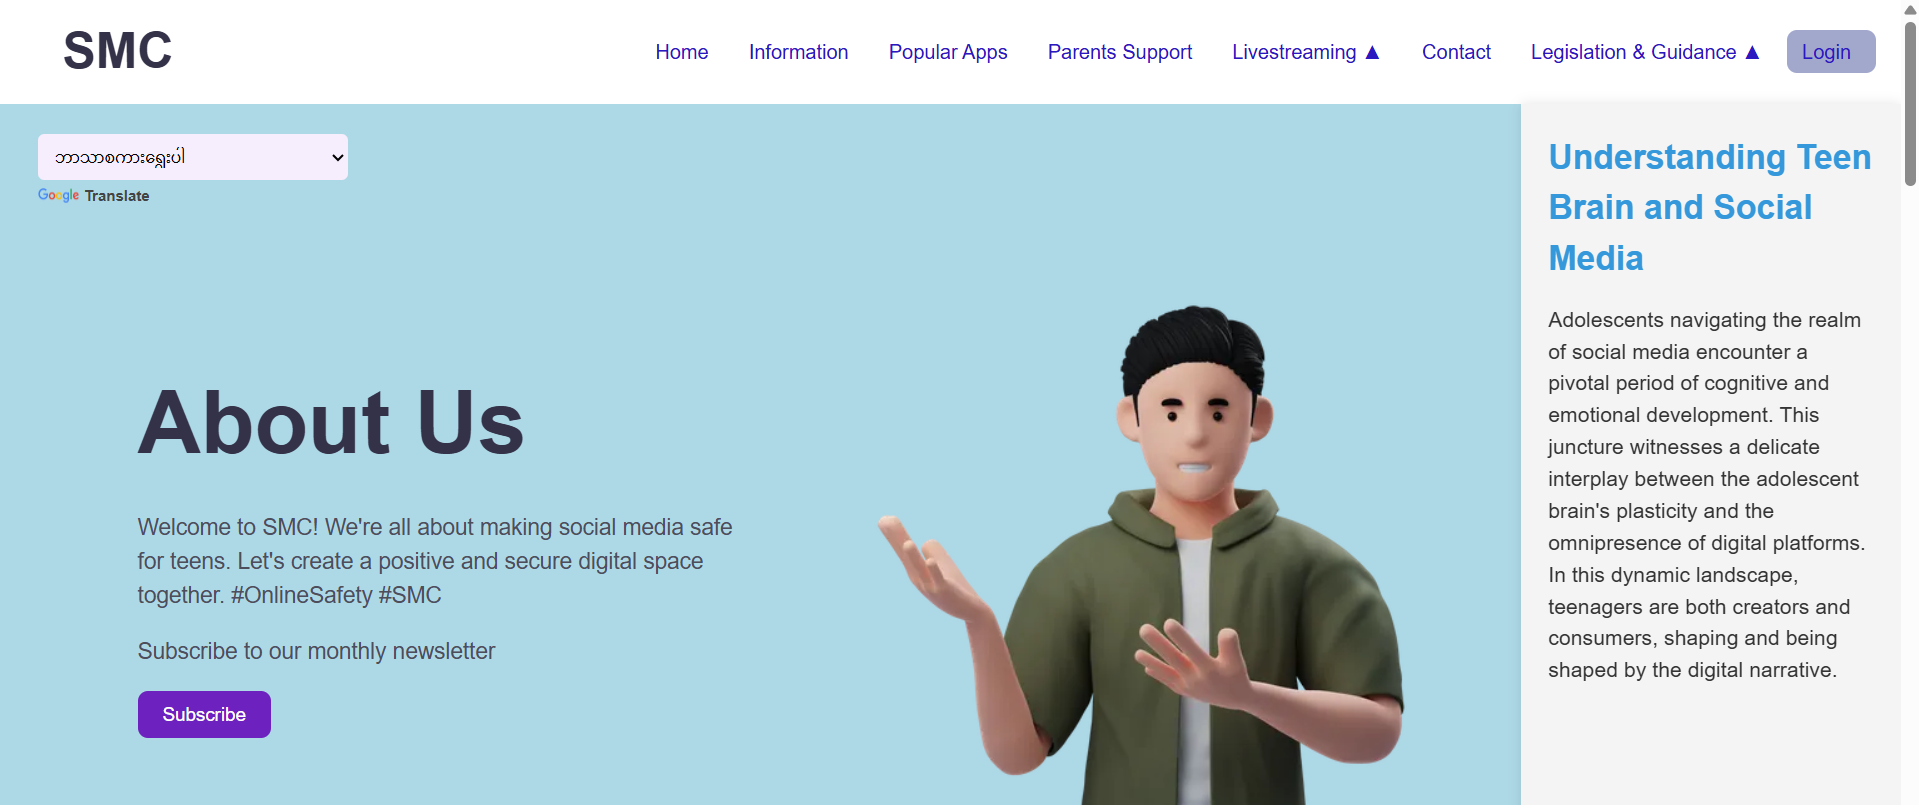 SMC
Home Information Popular Apps Parents Support Livestreaming ▲ Contact Legislation & Guidance ▲ Login
ဘာသာစကားရွေးပါ
Google Translate
About Us
Welcome to SMC! We're all about making social media safe
for teens. Let's create a positive and secure digital space
together. #OnlineSafety #SMC
Subscribe to our monthly newsletter
Subscribe
Understanding Teen
Brain and Social
Media
Adolescents navigating the realm
of social media encounter a
pivotal period of cognitive and
emotional development. This
juncture witnesses a delicate
interplay between the adolescent
brain's plasticity and the
omnipresence of digital platforms.
In this dynamic landscape,
teenagers are both creators and
consumers, shaping and being
shaped by the digital narrative.